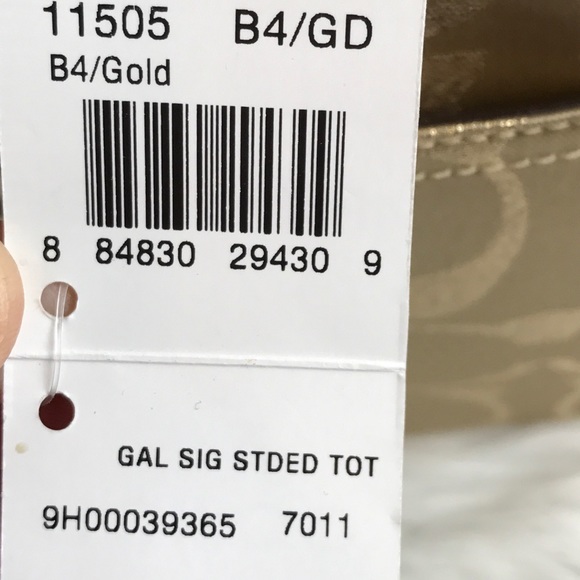 11505 B4/GD
B4/Gold
8 84830 29430 9
GAL SIG STDED TOT
9H00039365 7011